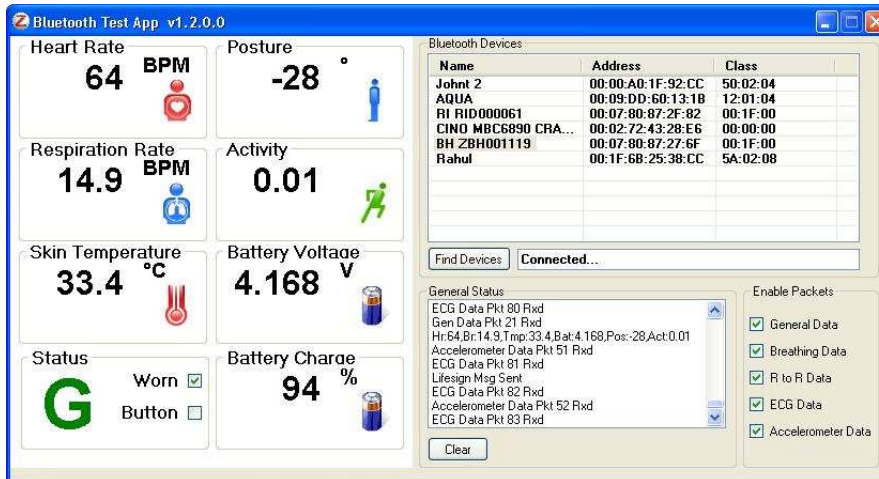 Bluetooth Test App v1.2.0.0
Heart Rate
64 BPM
Posture
-28 °
Respiration Rate
14.9 BPM
Activity
0.01
Skin Temperature
33.4 °C
Battery Voltage
4.168 V
Status
G
Worn
Button
Battery Charge
94 %
Bluetooth Devices
Name Address Class
Johnt 2 00:00:A0:1F:92:CC 50:02:04
AQUA 00:09:DD:60:13:1B 12:01:04
RI RID000061 00:07:80:87:2F:82 00:1F:00
CINO MBC6890 CRA... 00:02:72:43:28:E6 00:00:00
BH ZBH001119 00:07:80:87:27:6F 00:1F:00
Rahul 00:1F:6B:25:38:CC 5A:02:08
Find Devices Connected...
General Status
ECG Data Pkt 80 Rxd
Gen Data Pkt 21 Rxd
Hr:64,Br:14.9,Tmp:33.4,Bat:4.168,Pos:-28,Act:0.01
Accelerometer Data Pkt 51 Rxd
ECG Data Pkt 81 Rxd
Lifesign Msg Sent
ECG Data Pkt 82 Rxd
Accelerometer Data Pkt 52 Rxd
ECG Data Pkt 83 Rxd
Clear
Enable Packets
General Data
Breathing Data
R to R Data
ECG Data
Accelerometer Data